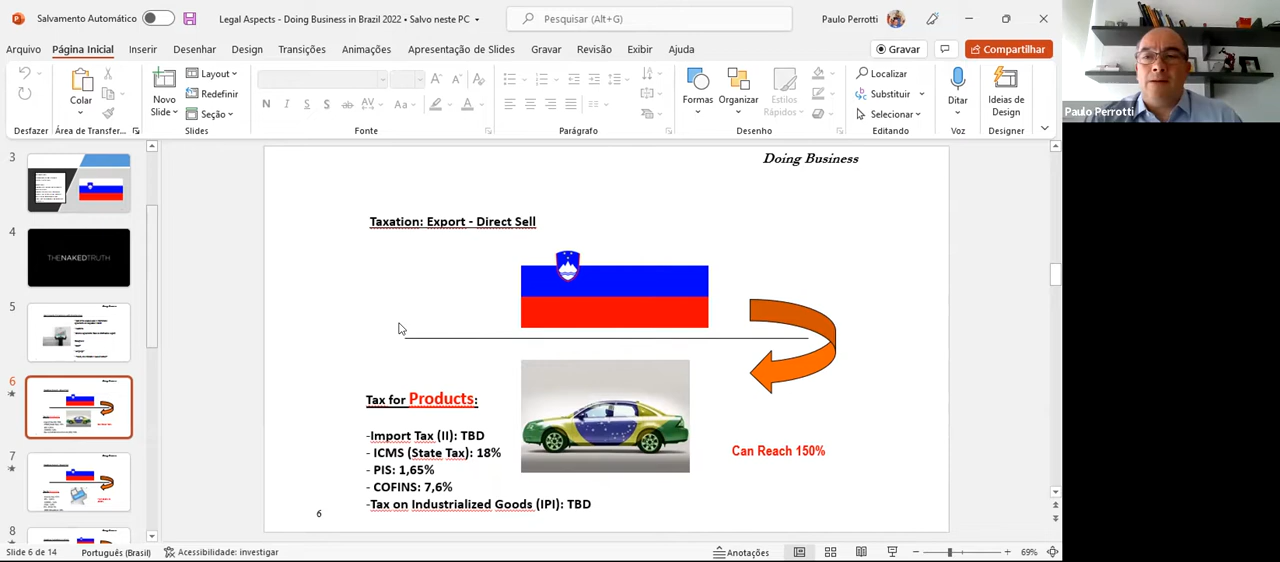 Salvamento Automático
Legal Aspects - Doing Business in Brazil 2022 • Salvo neste PC
Pesquisar (Alt+G)
Paulo Perrotti
Arquivo
Página Inicial
Inserir
Desenhar
Design
Transições
Animações
Apresentação de Slides
Gravar
Revisão
Exibir
Ajuda
Gravar
Compartilhar
Colar
Novo
Slide
Layout
Redefinir
Seção
N
I
S
S
ab
AV
Aa
A
A
A
A
Formas
Organizar
Estilos
Rápidos
Localizar
Substituir
Selecionar
Ditar
Ideias de
Design
Desfazer
Área de Transfer...
Slides
Fonte
Parágrafo
Desenho
Editando
Voz
Designer
Paulo Perrotti
3
4
THENAKEDTRUTH
5
6
7
8
Doing Business
Taxation: Export - Direct Sell
Tax for Products:
-Import Tax (II): TBD
- ICMS (State Tax): 18%
- PIS: 1,65%
- COFINS: 7,6%
-Tax on Industrialized Goods (IPI): TBD
Can Reach 150%
6
Slide 6 de 14
Português (Brasil)
Acessibilidade: investigar
Anotações
69%